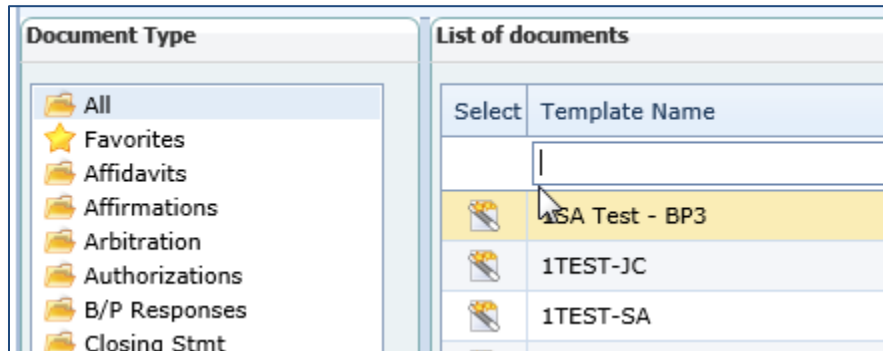 Document Type
All
Favorites
Affidavits
Affirmations
Arbitration
Authorizations
B/P Responses
Closing Stmt
List of documents
Select Template Name
1SA Test - BP3
1TEST-JC
1TEST-SA